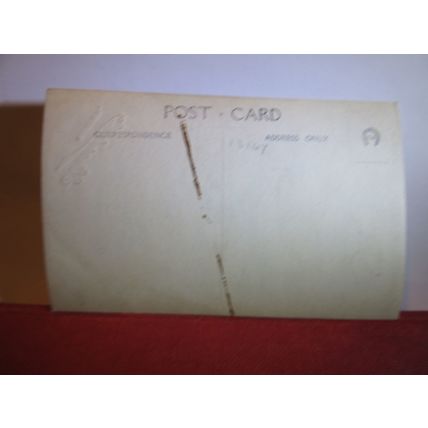 POST CARD
CORRESPONDENCE
ADDRESS ONLY